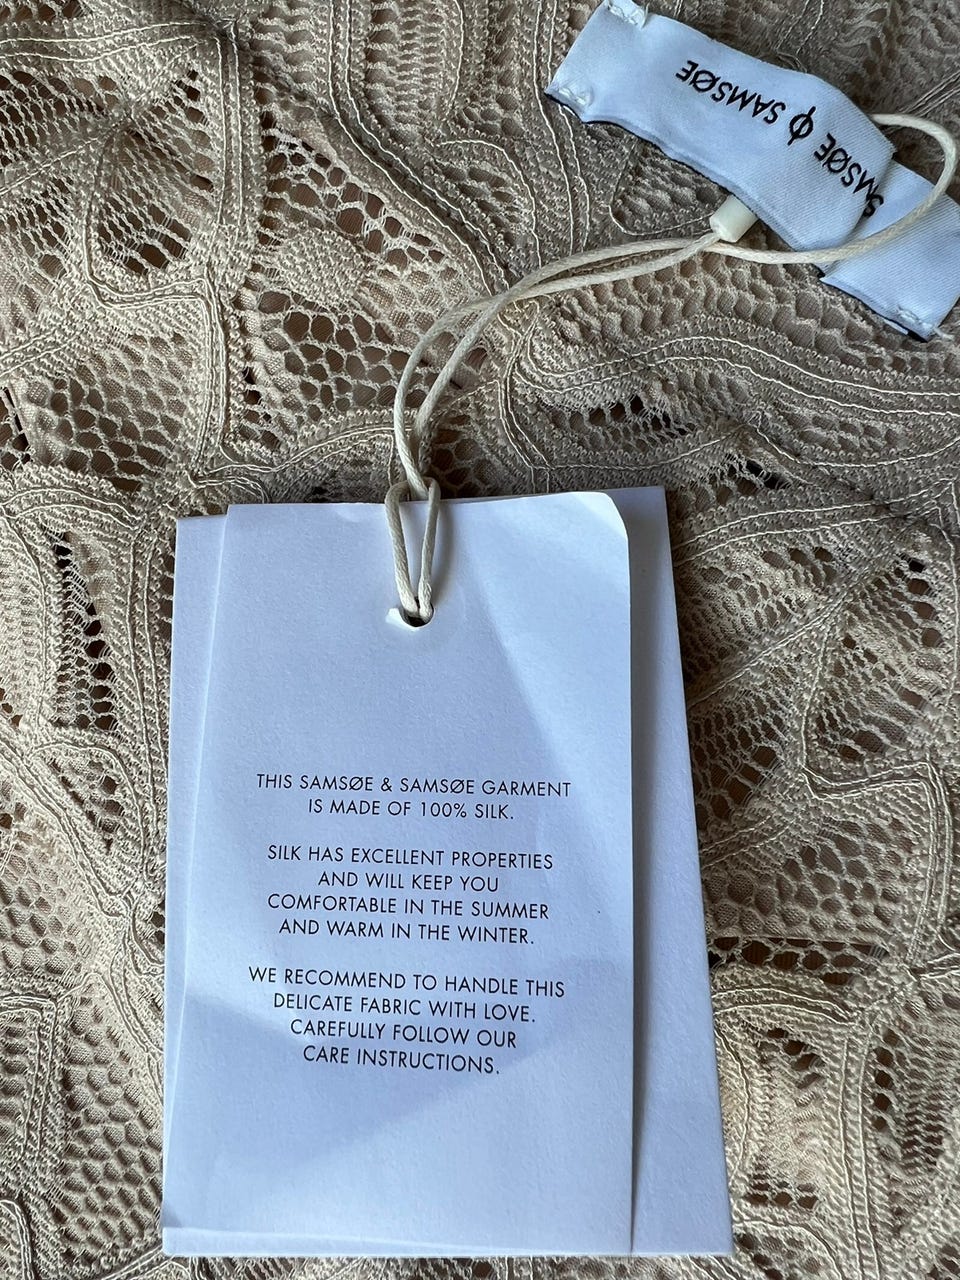 SAMSØE Φ SAMSØE
SAMSØE
THIS SAMSØE & SAMSØE GARMENT
IS MADE OF 100% SILK.
SILK HAS EXCELLENT PROPERTIES
AND WILL KEEP YOU
COMFORTABLE IN THE SUMMER
AND WARM IN THE WINTER.
WE RECOMMEND TO HANDLE THIS
DELICATE FABRIC WITH LOVE.
CAREFULLY FOLLOW OUR
CARE INSTRUCTIONS.